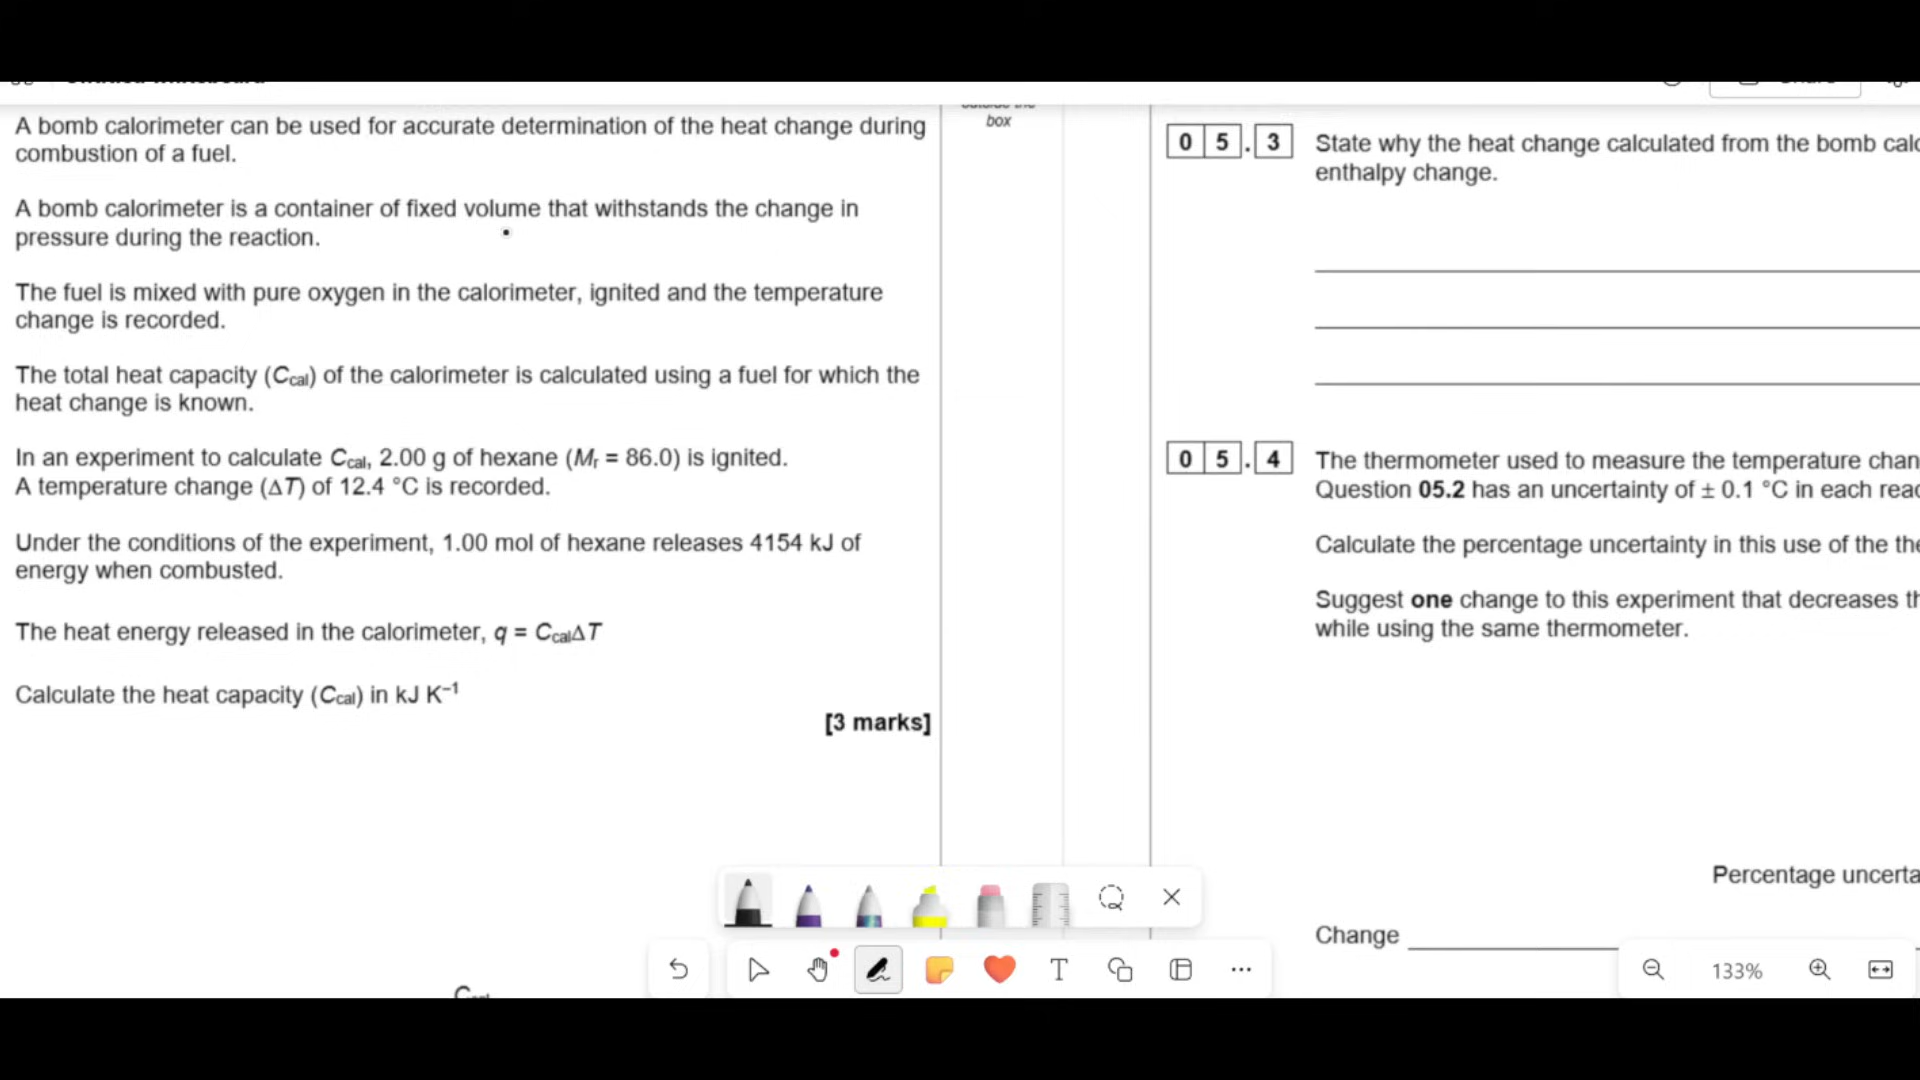 A bomb calorimeter can be used for accurate determination of the heat change during
combustion of a fuel.
A bomb calorimeter is a container of fixed volume that withstands the change in
pressure during the reaction.
The fuel is mixed with pure oxygen in the calorimeter, ignited and the temperature
change is recorded.
The total heat capacity (Ccal) of the calorimeter is calculated using a fuel for which the
heat change is known.
In an experiment to calculate Ccal, 2.00 g of hexane (Mr = 86.0) is ignited.
A temperature change (ΔT) of 12.4 °C is recorded.
Under the conditions of the experiment, 1.00 mol of hexane releases 4154 kJ of
energy when combusted.
The heat energy released in the calorimeter, q = CcalΔT
Calculate the heat capacity (Ccal) in kJ K⁻¹
[3 marks]
box
0 5 . 3 State why the heat change calculated from the bomb calo
enthalpy change.
0 5 . 4 The thermometer used to measure the temperature chan
Question 05.2 has an uncertainty of ± 0.1 °C in each read
Calculate the percentage uncertainty in this use of the the
Suggest one change to this experiment that decreases th
while using the same thermometer.
Percentage uncerta
Change
133%